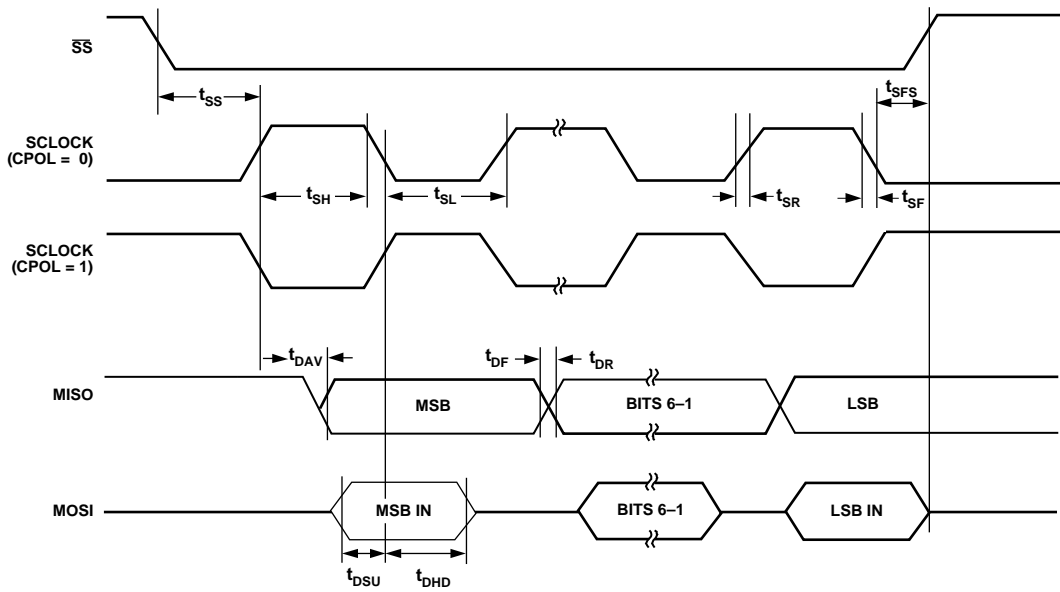 SS
tSS
tSFS
SCLOCK
(CPOL = 0)
tSH
tSL
tSR
tSF
SCLOCK
(CPOL = 1)
tDAV
tDF
tDR
MISO
MSB
BITS 6–1
LSB
MOSI
MSB IN
BITS 6–1
LSB IN
tDSU
tDHD